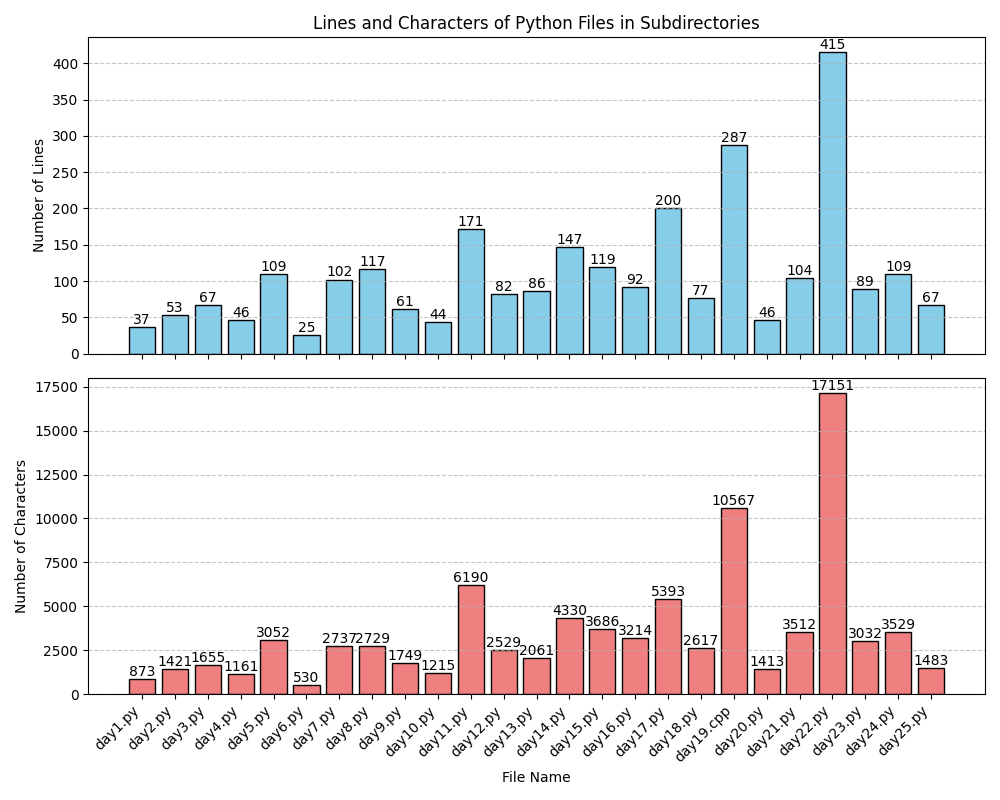 Lines and Characters of Python Files in Subdirectories
Number of Lines
400
350
300
250
200
150
100
50
0
37
53
67
46
109
25
102
117
61
44
171
82
86
147
119
92
200
77
287
46
104
415
89
109
67
Number of Characters
17500
15000
12500
10000
7500
5000
2500
0
873
1421
1655
1161
3052
530
2737
2729
1749
1215
6190
2529
2061
4330
3686
3214
5393
2617
10567
1413
3512
17151
3032
3529
1483
day1.py
day2.py
day3.py
day4.py
day5.py
day6.py
day7.py
day8.py
day9.py
day10.py
day11.py
day12.py
day13.py
day14.py
day15.py
day16.py
day17.py
day18.py
day19.cpp
day20.py
day21.py
day22.py
day23.py
day24.py
day25.py
File Name